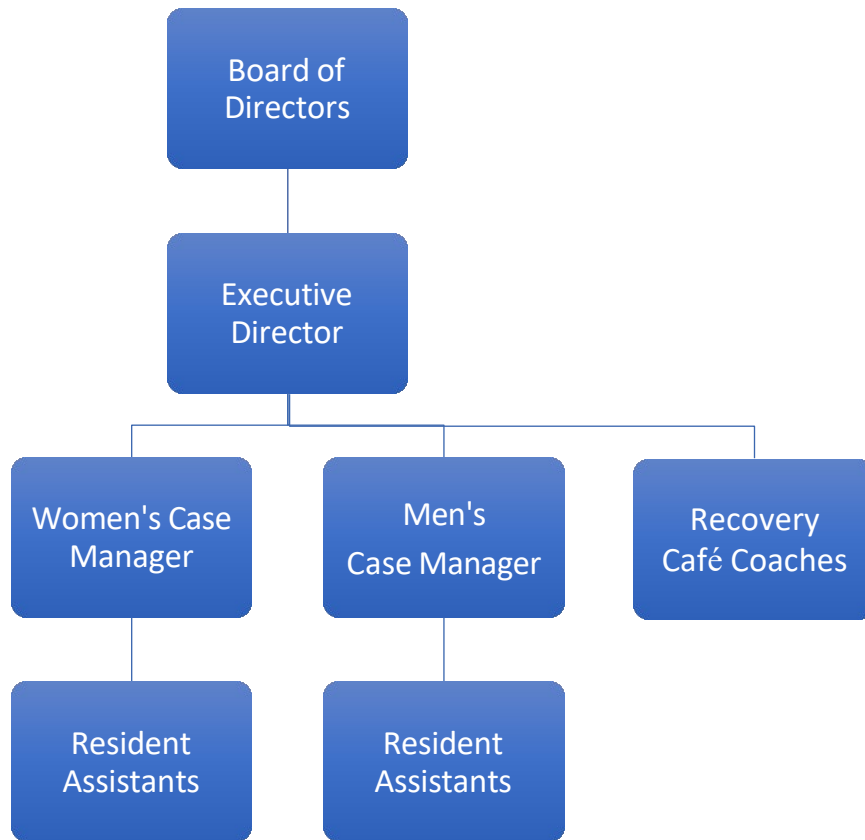 Board of
Directors
Executive
Director
Women's Case
Manager
Men's
Case Manager
Recovery
Café Coaches
Resident
Assistants
Resident
Assistants